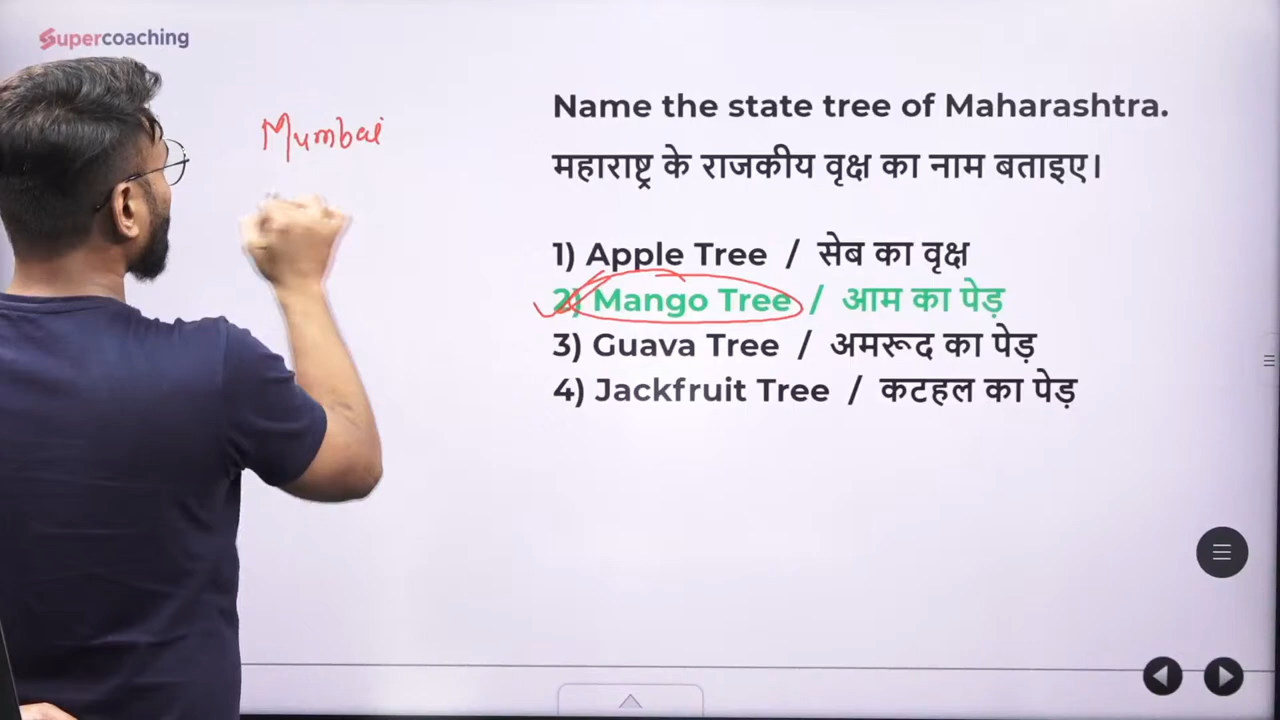 Supercoaching
Mumbai
Name the state tree of Maharashtra.
महाराष्ट्र के राजकीय वृक्ष का नाम बताइए।
1) Apple Tree / सेब का वृक्ष
2) Mango Tree / आम का पेड़
3) Guava Tree / अमरूद का पेड़
4) Jackfruit Tree / कटहल का पेड़